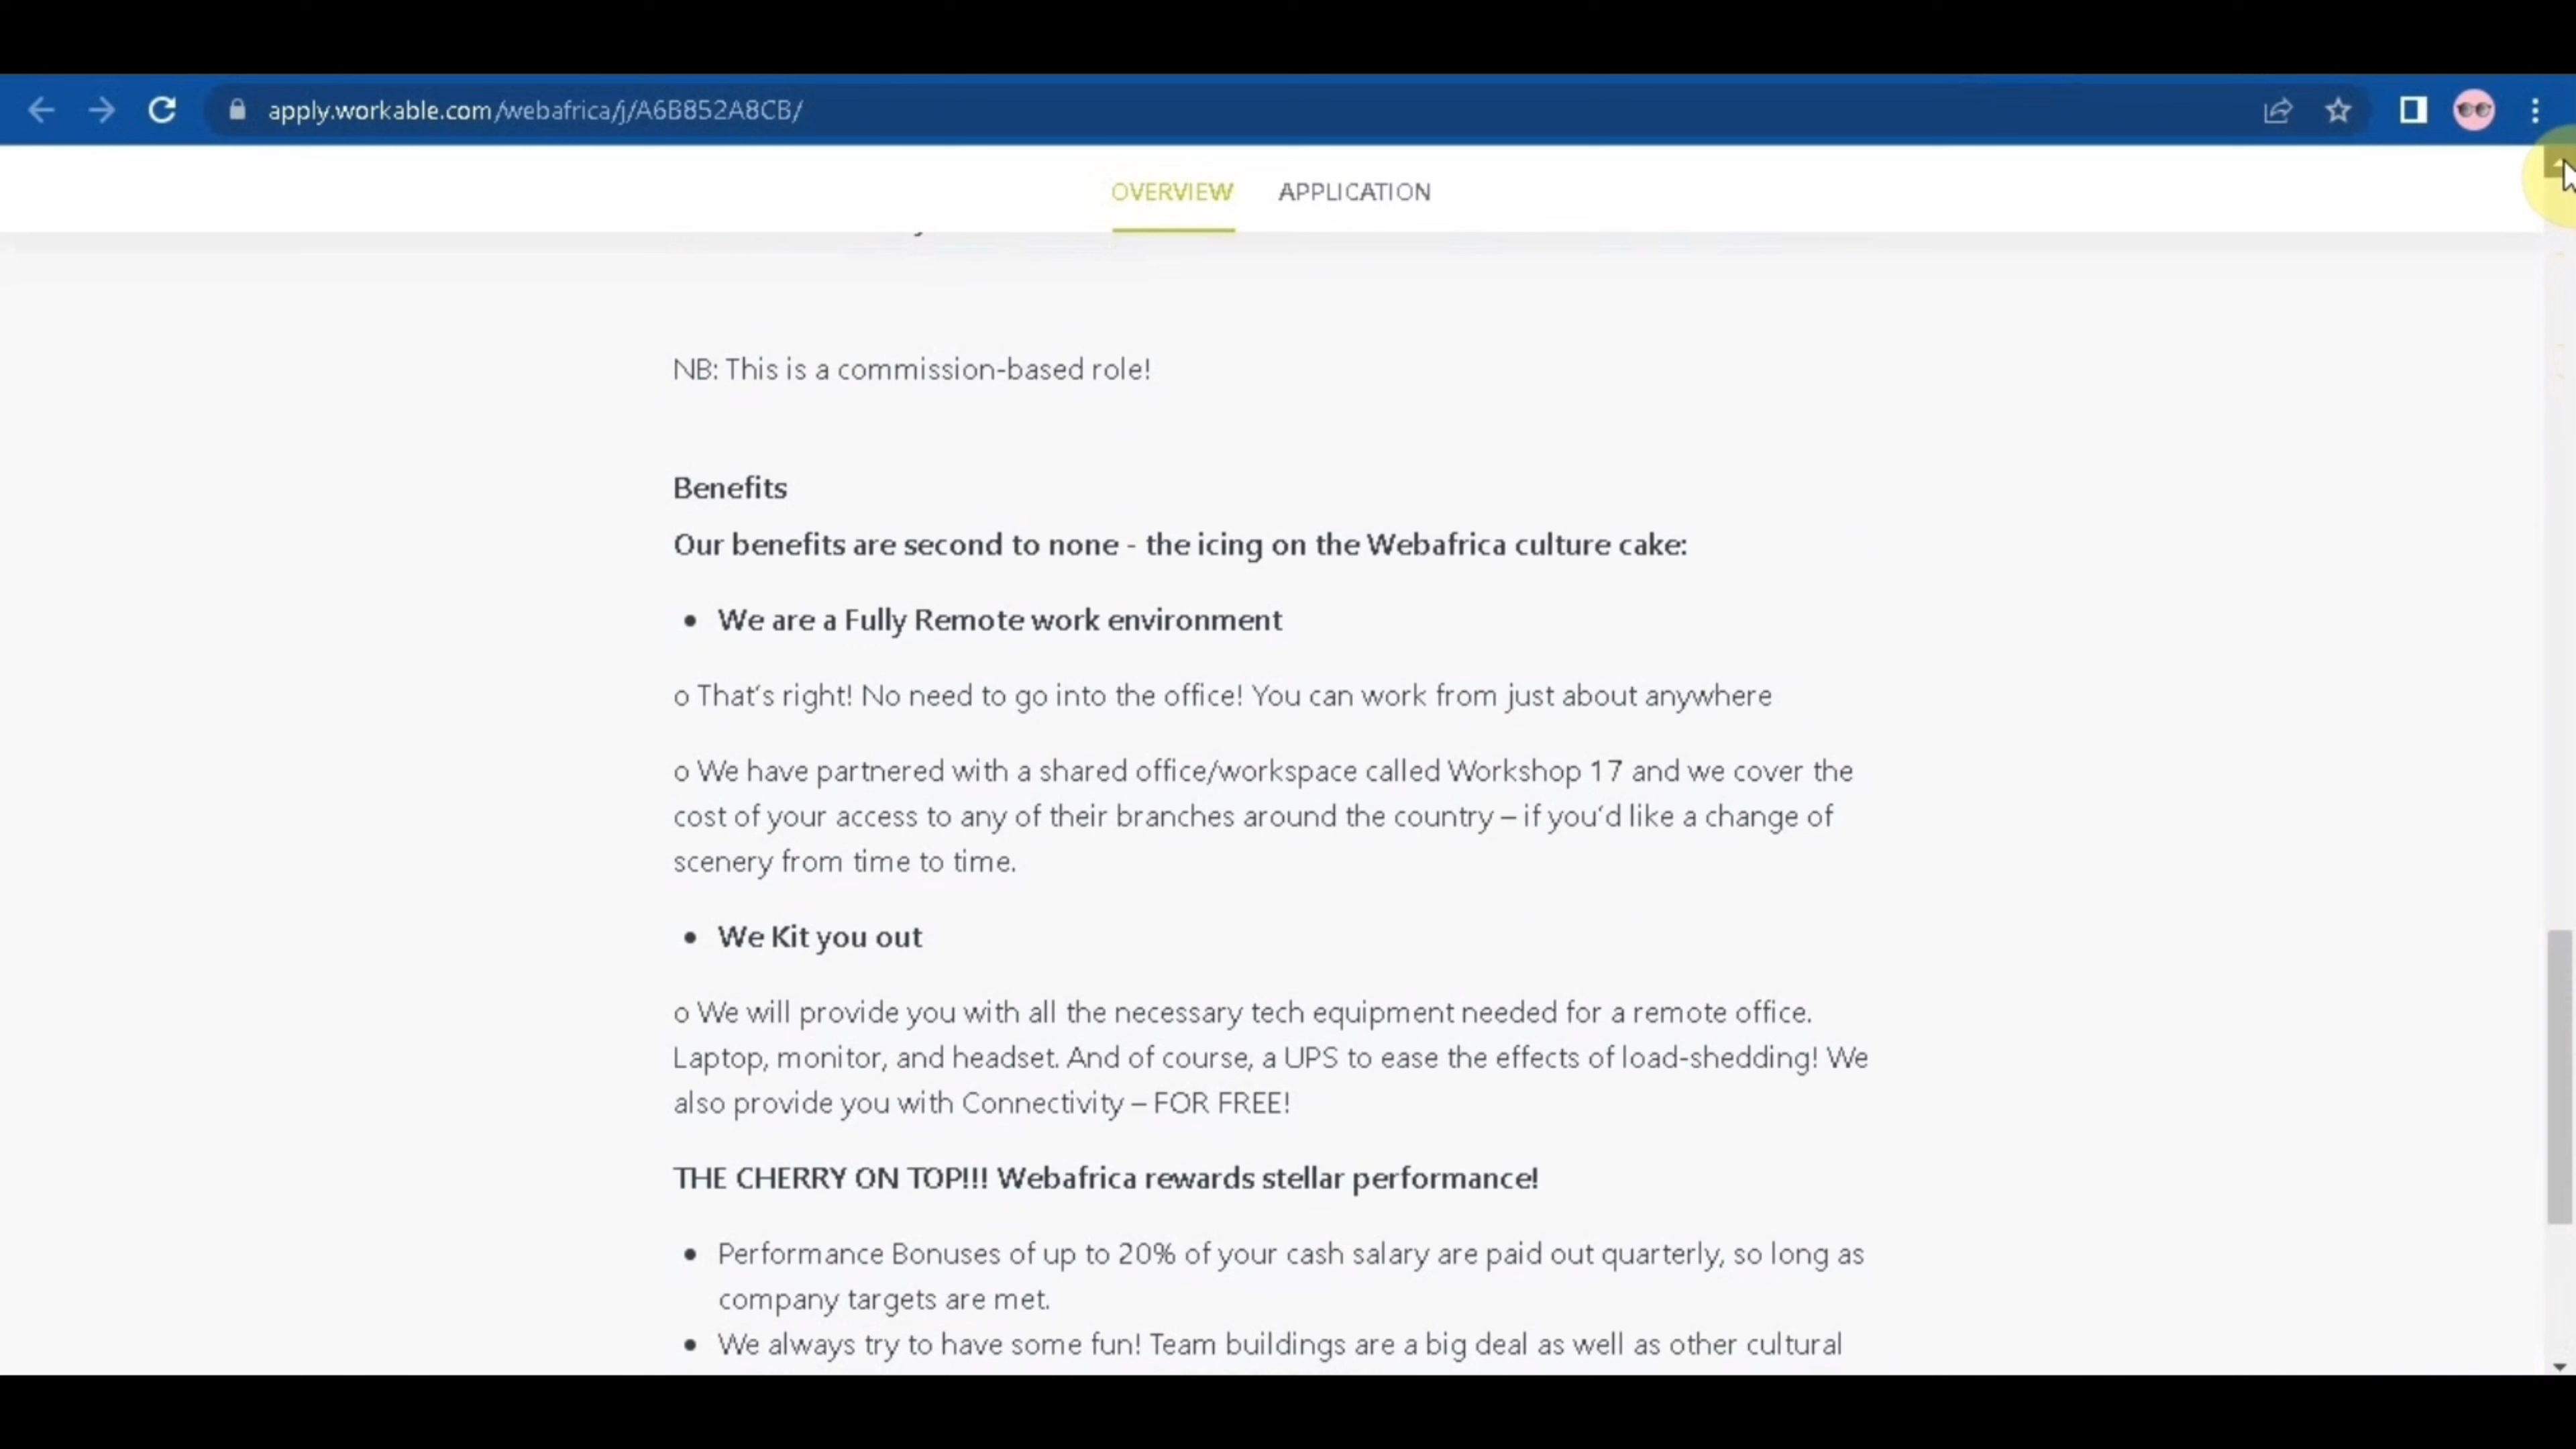 apply.workable.com/webafrica/j/A6B852A8CB/
OVERVIEW APPLICATION
NB: This is a commission-based role!
Benefits
Our benefits are second to none - the icing on the Webafrica culture cake:
• We are a Fully Remote work environment
o That's right! No need to go into the office! You can work from just about anywhere
o We have partnered with a shared office/workspace called Workshop 17 and we cover the
cost of your access to any of their branches around the country – if you'd like a change of
scenery from time to time.
• We Kit you out
o We will provide you with all the necessary tech equipment needed for a remote office.
Laptop, monitor, and headset. And of course, a UPS to ease the effects of load-shedding! We
also provide you with Connectivity – FOR FREE!
THE CHERRY ON TOP!!! Webafrica rewards stellar performance!
• Performance Bonuses of up to 20% of your cash salary are paid out quarterly, so long as
company targets are met.
• We always try to have some fun! Team buildings are a big deal as well as other cultural